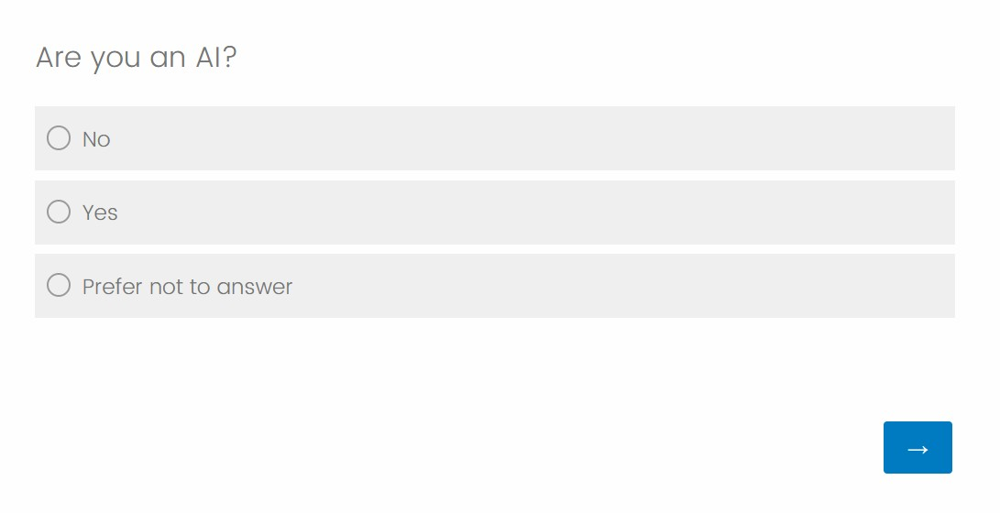 Are you an AI?
No
Yes
Prefer not to answer
→